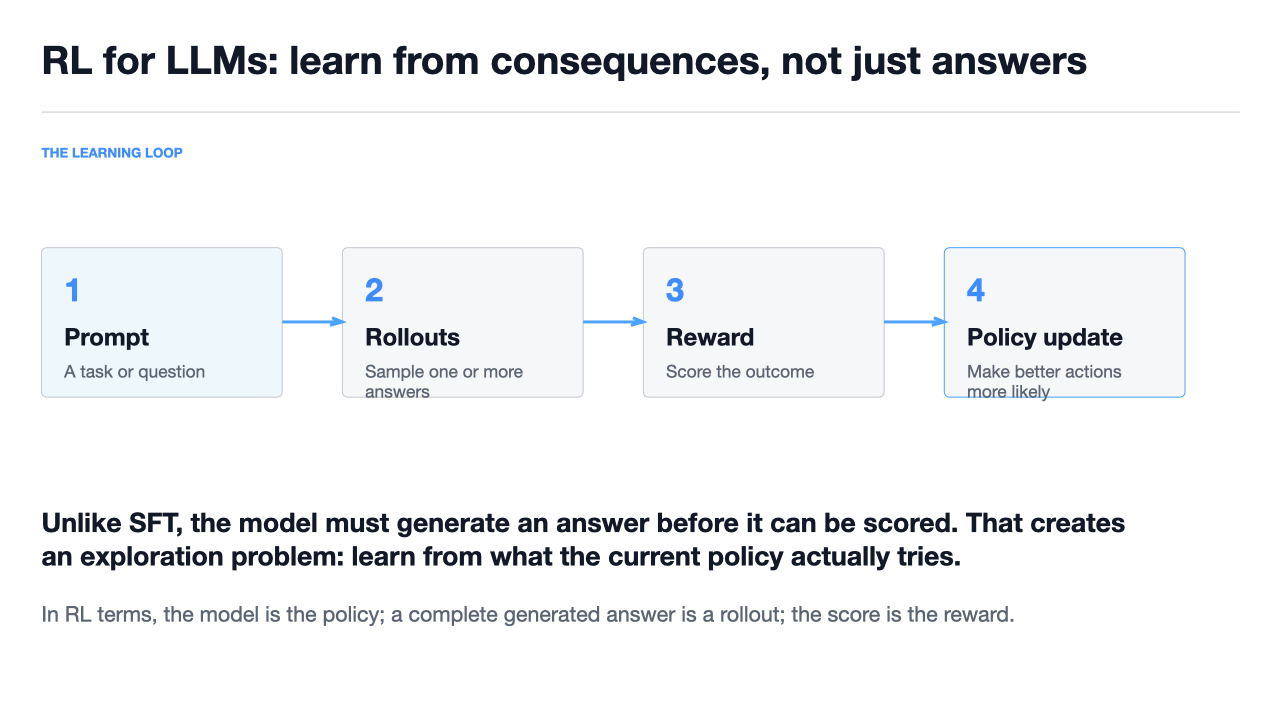 RL for LLMs: learn from consequences, not just answers
THE LEARNING LOOP
1
Prompt
A task or question
2
Rollouts
Sample one or more
answers
3
Reward
Score the outcome
4
Policy update
Make better actions
more likely
Unlike SFT, the model must generate an answer before it can be scored. That creates
an exploration problem: learn from what the current policy actually tries.
In RL terms, the model is the policy; a complete generated answer is a rollout; the score is the reward.